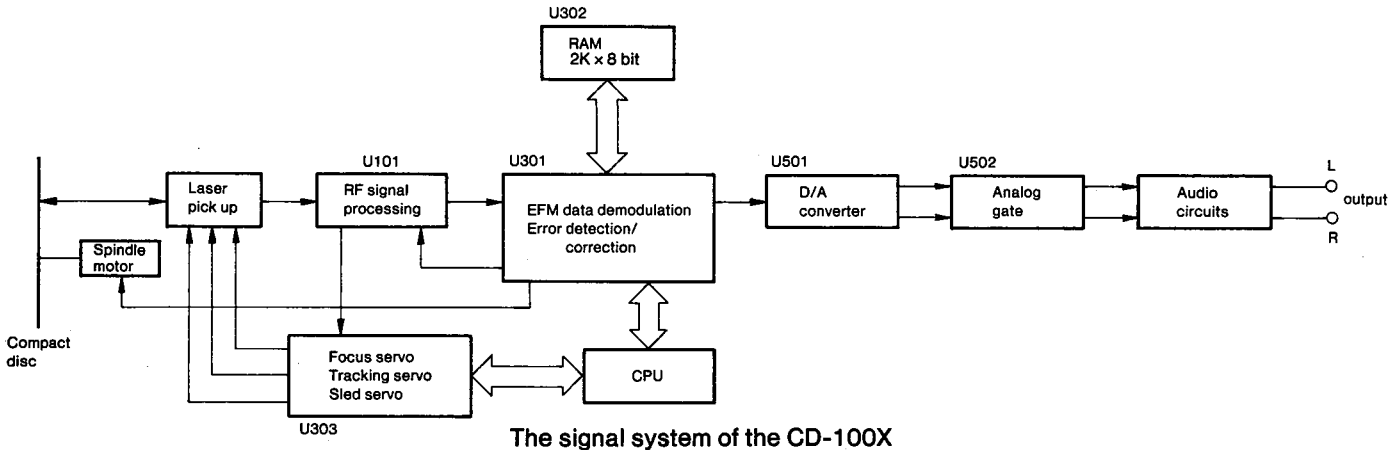 U302
RAM
2K × 8 bit
U101
U301
U501
U502
Laser
pick up
RF signal
processing
EFM data demodulation
Error detection/
correction
D/A
converter
Analog
gate
Audio
circuits
L
output
R
Spindle
motor
Compact
disc
Focus servo
Tracking servo
Sled servo
CPU
U303
The signal system of the CD-100X